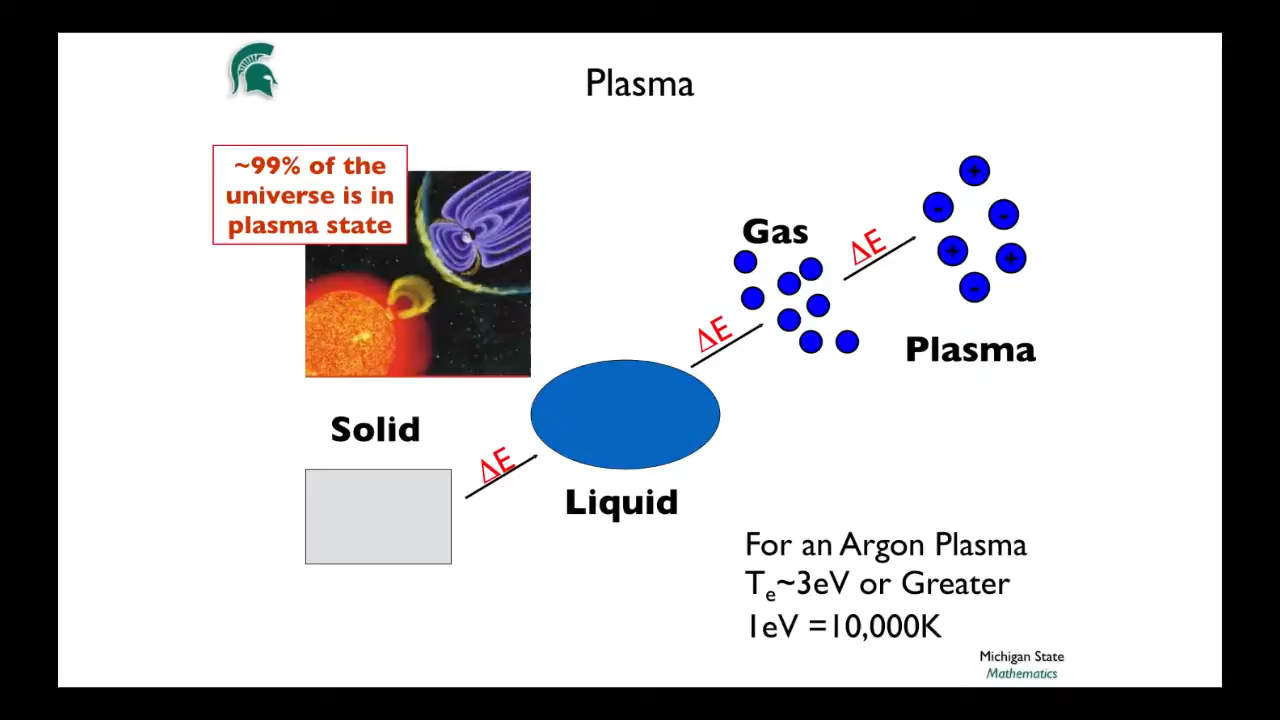 Plasma
~99% of the
universe is in
plasma state
Solid
ΔE
Liquid
ΔE
Gas
ΔE
+
-
-
+
+
-
Plasma
For an Argon Plasma
Te~3eV or Greater
1eV =10,000K
Michigan State
Mathematics